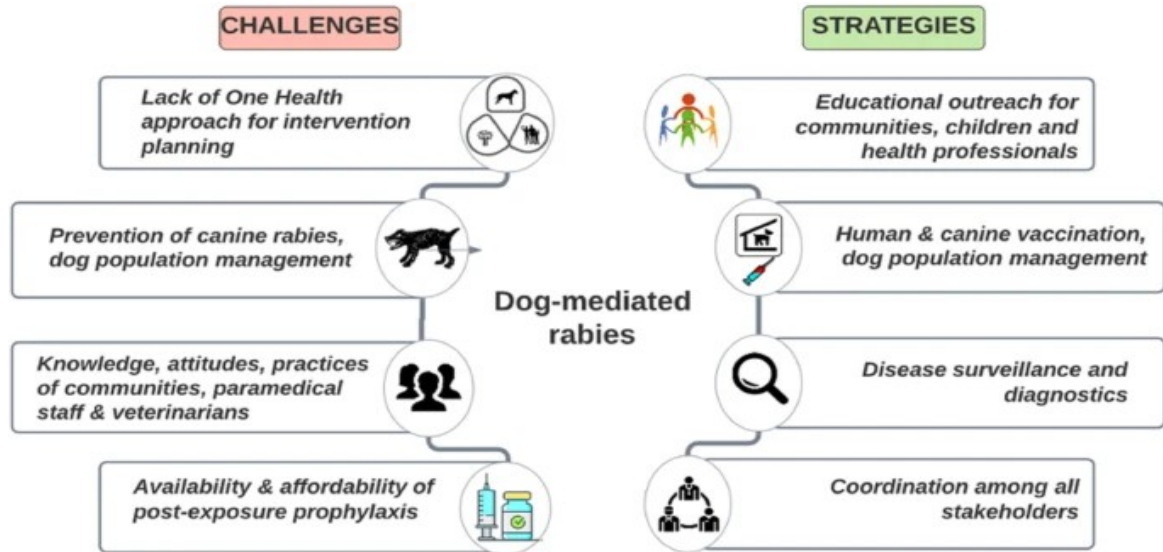 CHALLENGES
Lack of One Health
approach for intervention
planning
Prevention of canine rabies,
dog population management
Knowledge, attitudes, practices
of communities, paramedical
staff & veterinarians
Availability & affordability of
post-exposure prophylaxis
Dog-mediated
rabies
STRATEGIES
Educational outreach for
communities, children and
health professionals
Human & canine vaccination,
dog population management
Disease surveillance and
diagnostics
Coordination among all
stakeholders